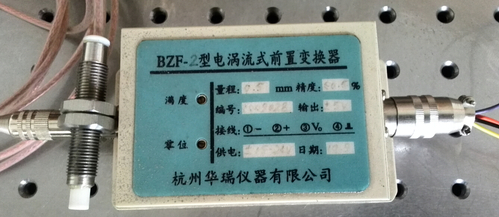 BZF-2型电涡流式前置变换器
量程: mm 精度: %
满度
编号: 输出:
接线: ①- ②+ ③V₀ ④⊥
零位
供电: 日期:
杭州华瑞仪器有限公司